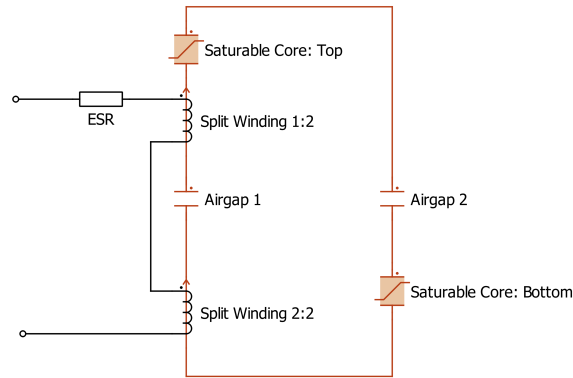 Saturable Core: Top
ESR
Split Winding 1:2
Airgap 1
Airgap 2
Saturable Core: Bottom
Split Winding 2:2